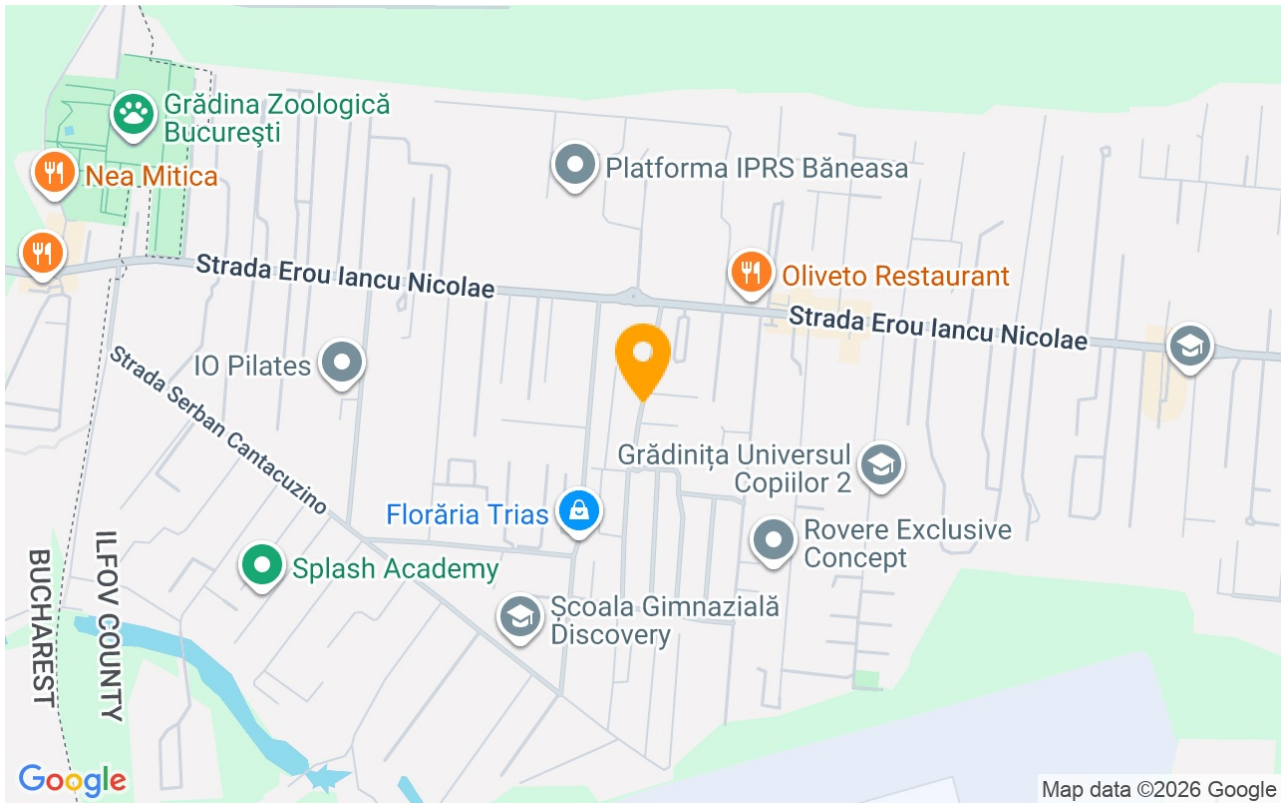 Grădina Zoologică
București
Nea Mitica
Platforma IPRS Băneasa
Strada Erou Iancu Nicolae
Oliveto Restaurant
Strada Erou Iancu Nicolae
IO Pilates
Strada Serban Cantacuzino
Grădinița Universul
Copiilor 2
Florăria Trias
Rovere Exclusive
Concept
Splash Academy
Școala Gimnazială
Discovery
BUCHAREST
ILFOV COUNTY
Google
Map data ©2026 Google